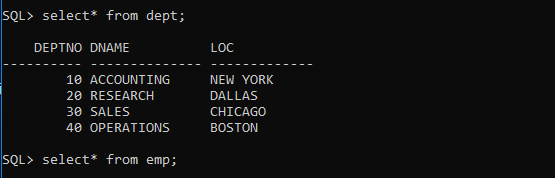 SQL> select* from dept;
    DEPTNO DNAME          LOC
---------- -------------- -------------
        10 ACCOUNTING     NEW YORK
        20 RESEARCH       DALLAS
        30 SALES          CHICAGO
        40 OPERATIONS     BOSTON
SQL> select* from emp;